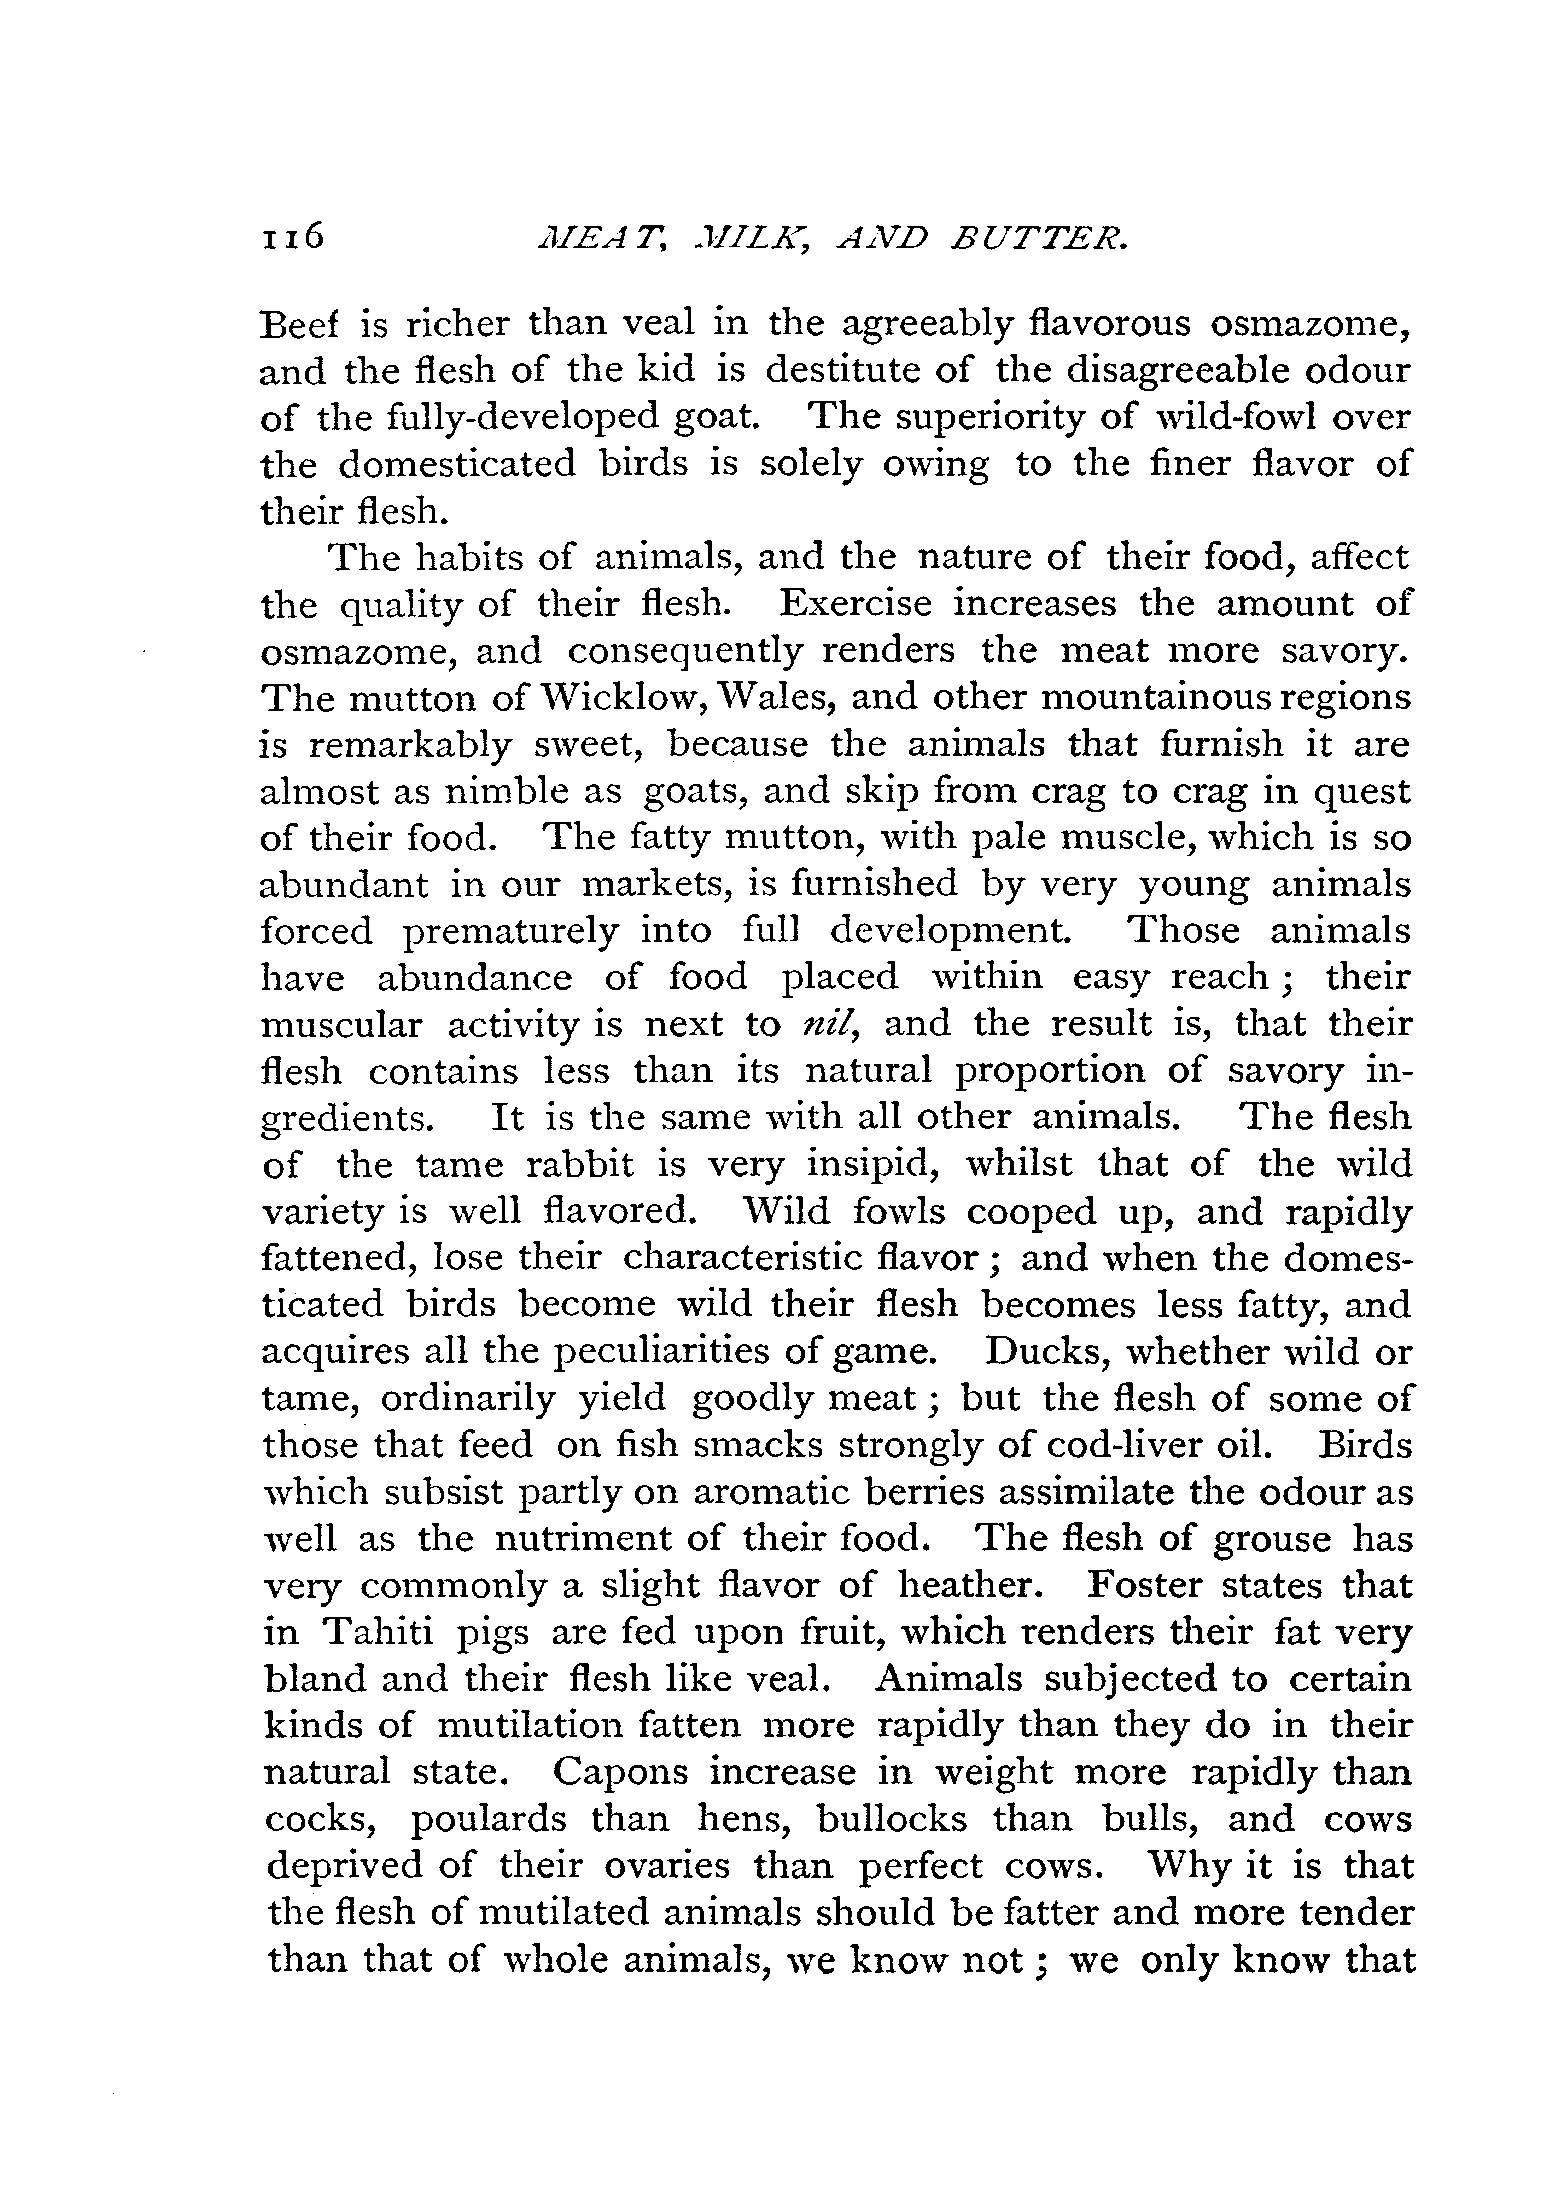 116 MEAT, MILK, AND BUTTER.
Beef is richer than veal in the agreeably flavorous osmazome,
and the flesh of the kid is destitute of the disagreeable odour
of the fully-developed goat. The superiority of wild-fowl over
the domesticated birds is solely owing to the finer flavor of
their flesh.
The habits of animals, and the nature of their food, affect
the quality of their flesh. Exercise increases the amount of
osmazome, and consequently renders the meat more savory.
The mutton of Wicklow, Wales, and other mountainous regions
is remarkably sweet, because the animals that furnish it are
almost as nimble as goats, and skip from crag to crag in quest
of their food. The fatty mutton, with pale muscle, which is so
abundant in our markets, is furnished by very young animals
forced prematurely into full development. Those animals
have abundance of food placed within easy reach ; their
muscular activity is next to nil, and the result is, that their
flesh contains less than its natural proportion of savory in-
gredients. It is the same with all other animals. The flesh
of the tame rabbit is very insipid, whilst that of the wild
variety is well flavored. Wild fowls cooped up, and rapidly
fattened, lose their characteristic flavor ; and when the domes-
ticated birds become wild their flesh becomes less fatty, and
acquires all the peculiarities of game. Ducks, whether wild or
tame, ordinarily yield goodly meat ; but the flesh of some of
those that feed on fish smacks strongly of cod-liver oil. Birds
which subsist partly on aromatic berries assimilate the odour as
well as the nutriment of their food. The flesh of grouse has
very commonly a slight flavor of heather. Foster states that
in Tahiti pigs are fed upon fruit, which renders their fat very
bland and their flesh like veal. Animals subjected to certain
kinds of mutilation fatten more rapidly than they do in their
natural state. Capons increase in weight more rapidly than
cocks, poulards than hens, bullocks than bulls, and cows
deprived of their ovaries than perfect cows. Why it is that
the flesh of mutilated animals should be fatter and more tender
than that of whole animals, we know not ; we only know that